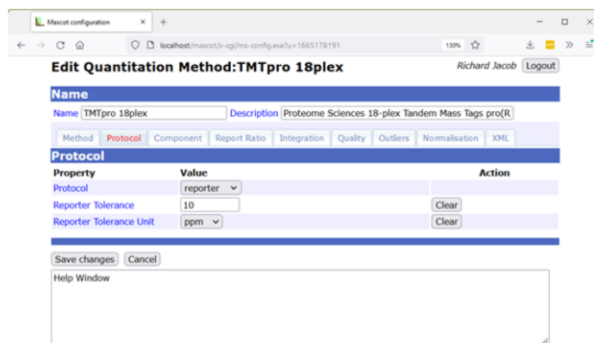 Mascot configuration
localhost/mascot/x-cgi/ms-config.exe?u=1665178191
130%
Edit Quantitation Method:TMTpro 18plex
Richard Jacob Logout
Name
Name TMTpro 18plex Description Proteome Sciences 18-plex Tandem Mass Tags pro(R
Method Protocol Component Report Ratio Integration Quality Outliers Normalisation XML
Protocol
Property Value Action
Protocol reporter
Reporter Tolerance 10 Clear
Reporter Tolerance Unit ppm Clear
Save changes Cancel
Help Window